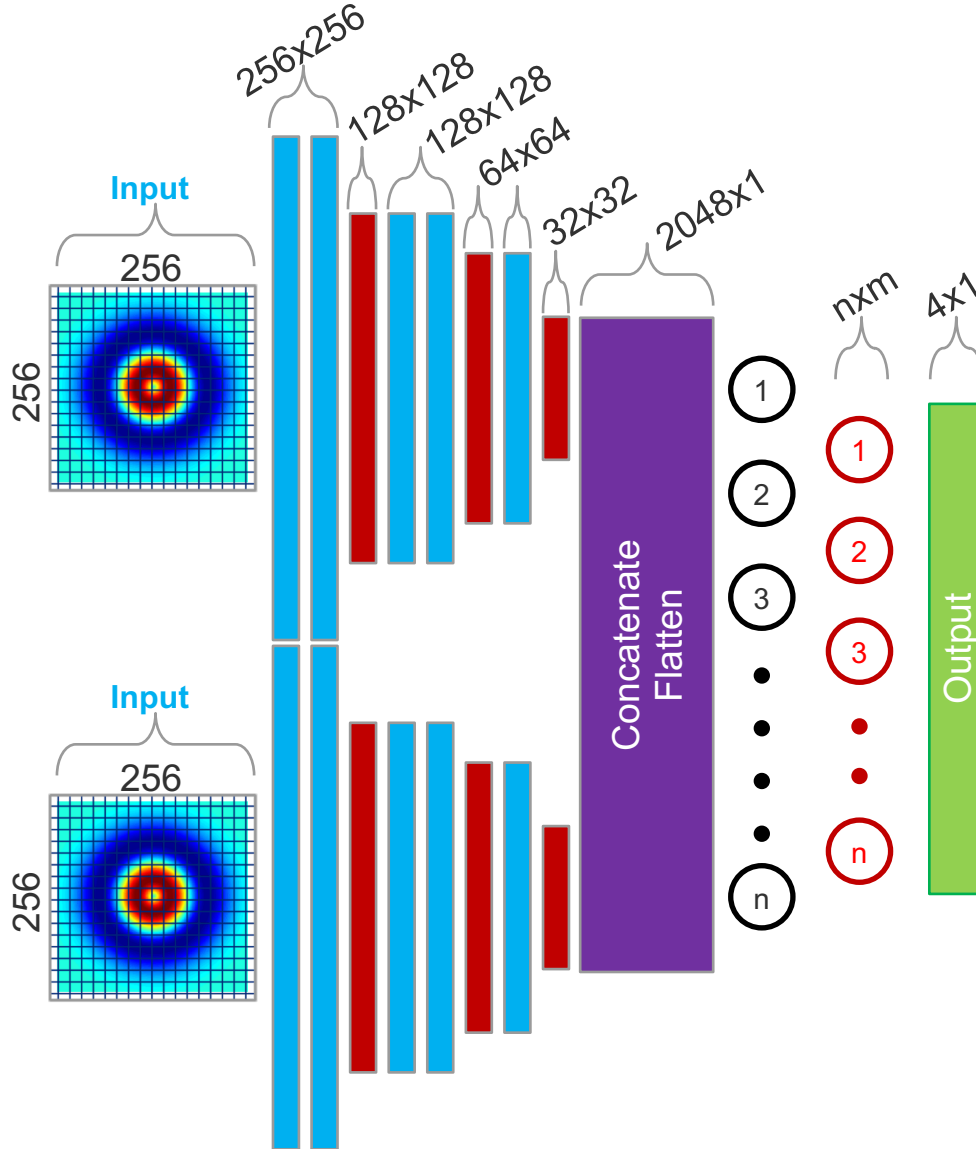 256x256
128x128
128x128
64x64
32x32
2048x1
nxm
4x1
Input
256
256
Input
256
256
Concatenate
Flatten
1
2
3
n
1
2
3
n
Output